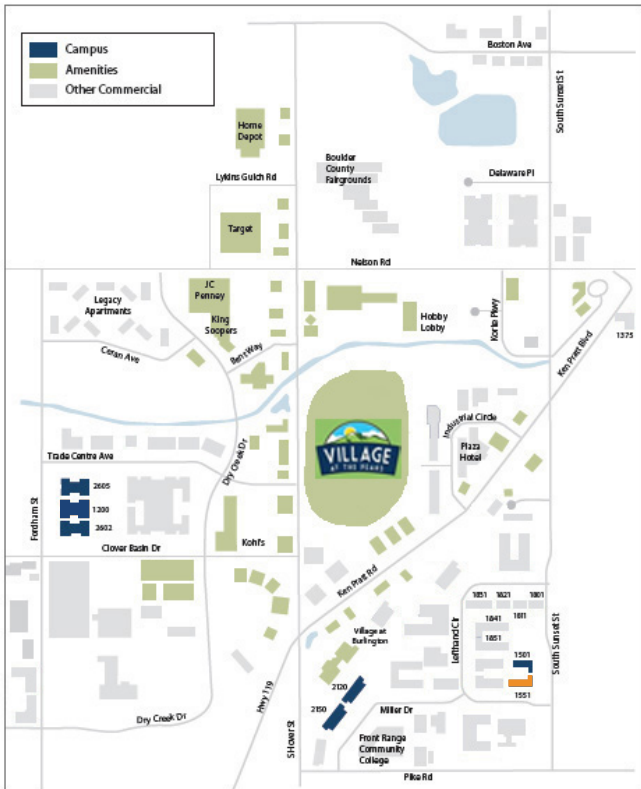 Campus
Amenities
Other Commercial
Boston Ave
South Sunset St
Home
Depot
Boulder
County
Fairgrounds
Lykins Gulch Rd
Delaware Pl
Target
Nelson Rd
JC
Penney
Legacy
Apartments
King
Soopers
Hobby
Lobby
Korte Pkwy
Ken Pratt Blvd
1375
Bent Way
Ceran Ave
Industrial Circle
Plaza
Hotel
VILLAGE
AT THE PEAKS
Trade Centre Ave
Dry Creek Dr
Fordham St
2605
1200
2602
Kohl's
Clover Basin Dr
Ken Pratt Rd
1851
1821
1801
1811
1841
1851
Lefthand Cir
South Sunset St
Village at
Burlington
1501
1551
2120
2150
Miller Dr
Hwy 119
S Hover St
Dry Creek Dr
Front Range
Community
College
Pike Rd